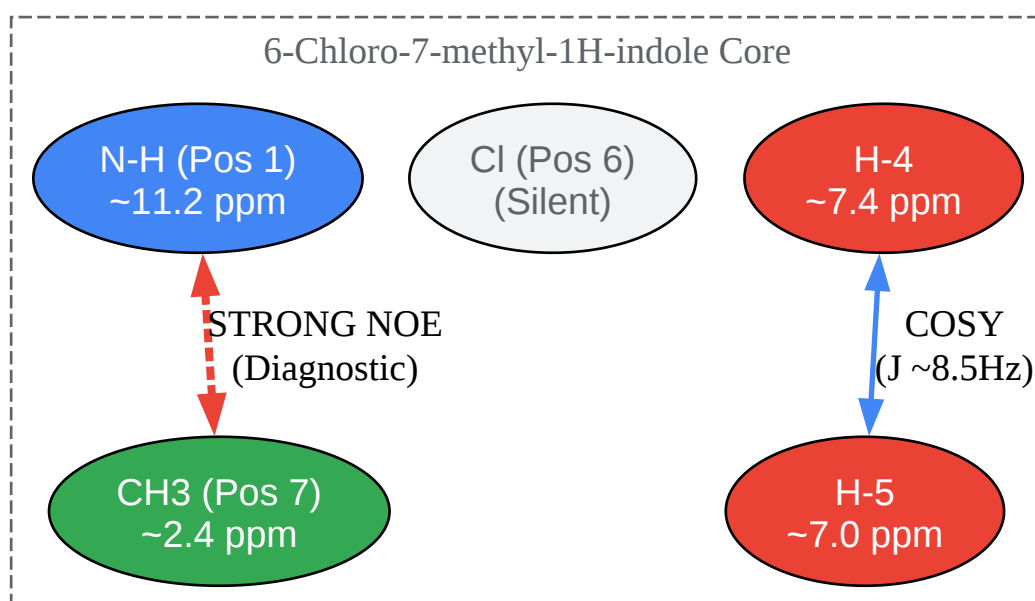 6-Chloro-7-methyl-1H-indole Core
N-H (Pos 1)
~11.2 ppm
Cl (Pos 6)
(Silent)
H-4
~7.4 ppm
STRONG NOE
(Diagnostic)
COSY
(J ~8.5Hz)
CH3 (Pos 7)
~2.4 ppm
H-5
~7.0 ppm